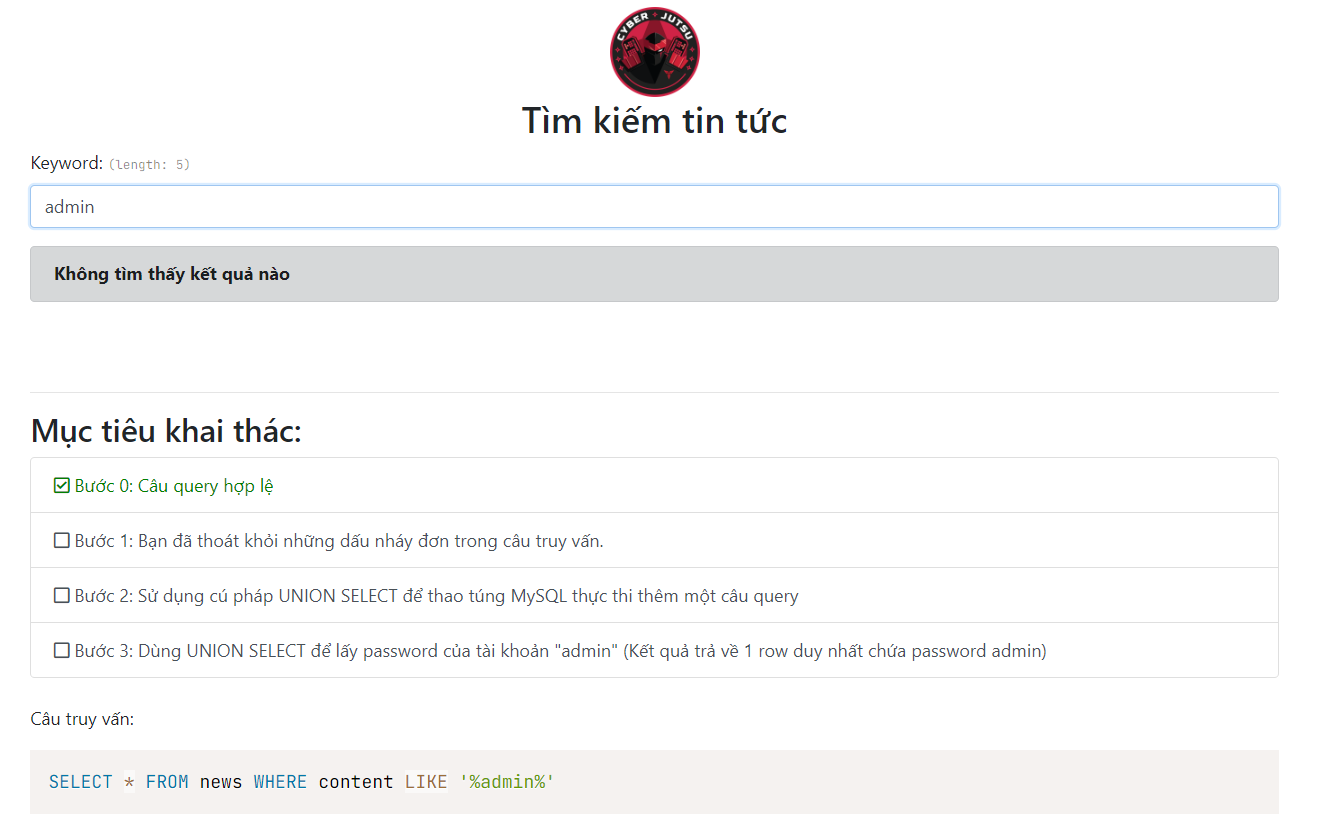 CYBER JUTSU
Tìm kiếm tin tức
Keyword: (length: 5)
admin
Không tìm thấy kết quả nào
Mục tiêu khai thác:
Bước 0: Câu query hợp lệ
Bước 1: Bạn đã thoát khỏi những dấu nháy đơn trong câu truy vấn.
Bước 2: Sử dụng cú pháp UNION SELECT để thao túng MySQL thực thi thêm một câu query
Bước 3: Dùng UNION SELECT để lấy password của tài khoản "admin" (Kết quả trả về 1 row duy nhất chứa password admin)
Câu truy vấn:
SELECT * FROM news WHERE content LIKE '%admin%'